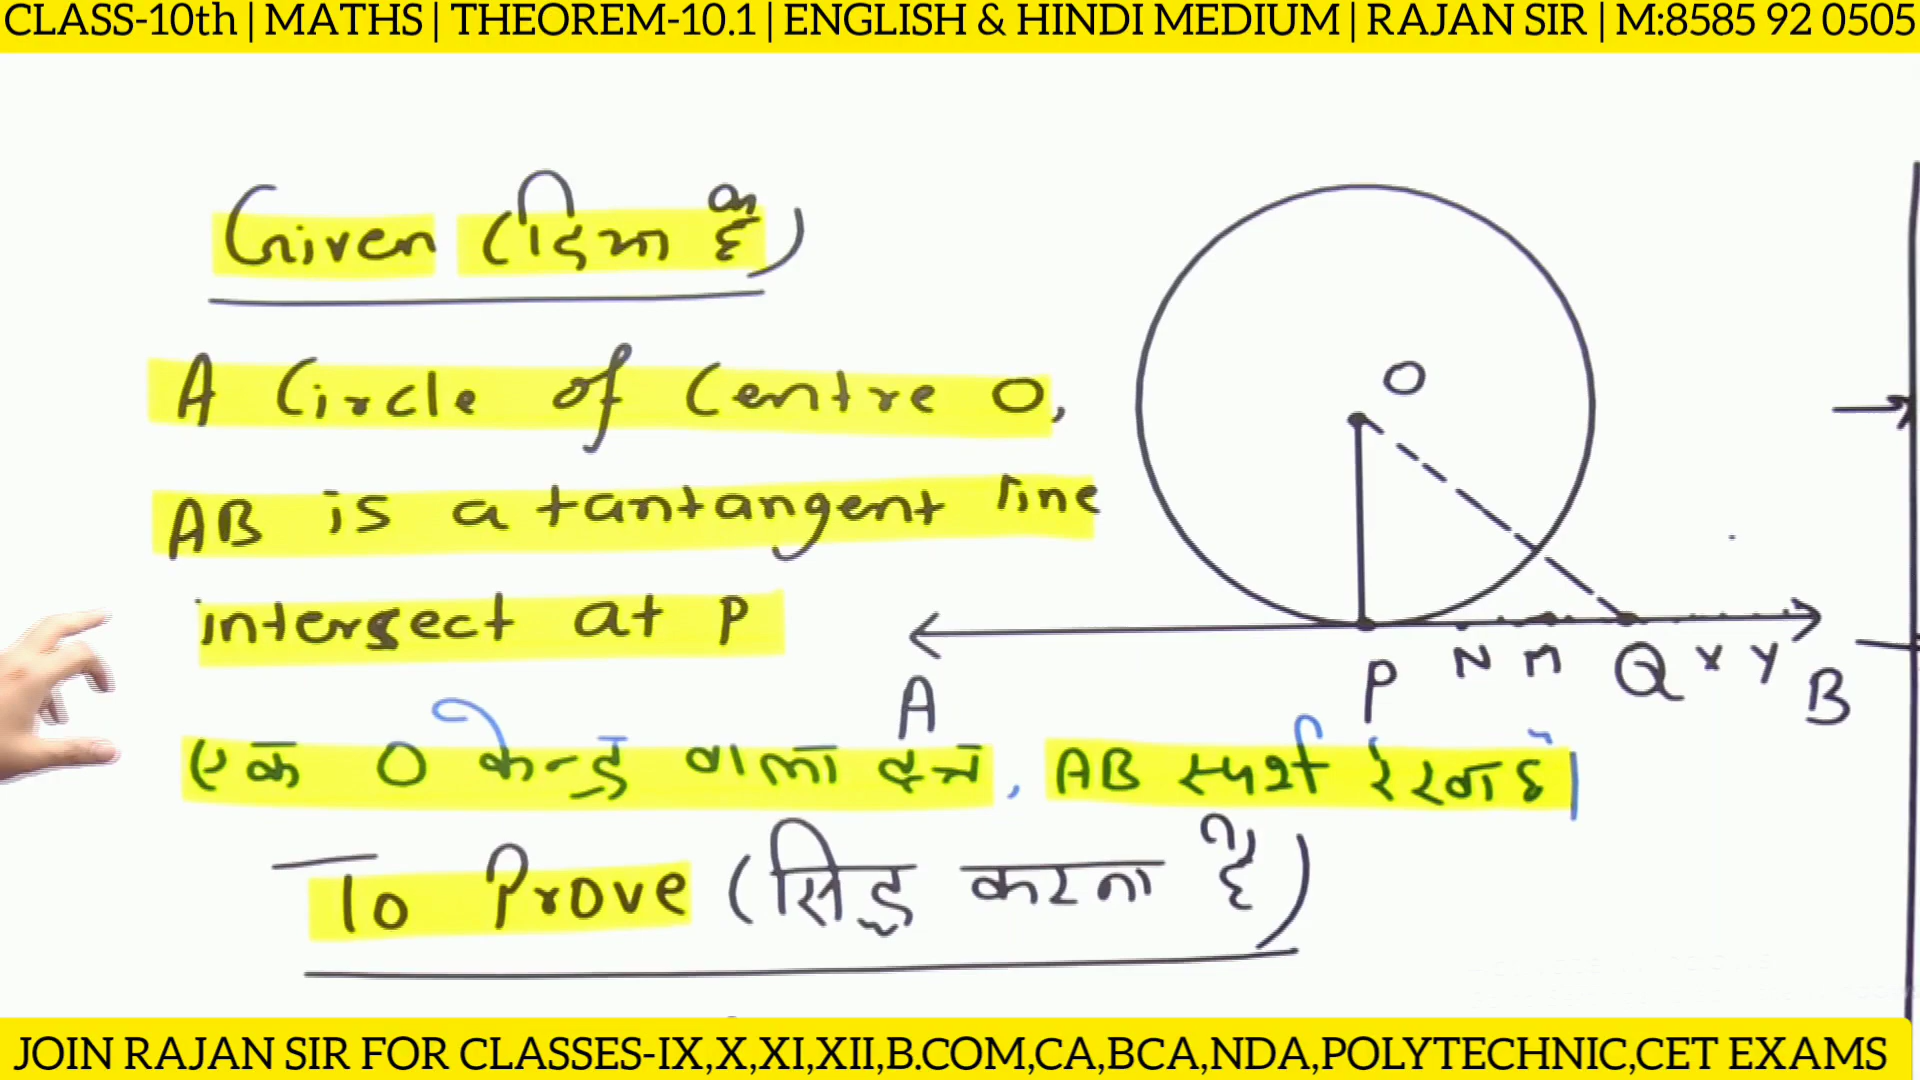 CLASS-10th | MATHS | THEOREM-10.1 | ENGLISH & HINDI MEDIUM | RAJAN SIR | M:8585 92 0505
Given (दिया है)
A Circle of Centre O,
AB is a tantangent line
intersect at P
एक O केन्द्र वाला वृत्त, AB स्पर्श रेखा है।
To Prove (सिद्ध करना है)
O
A P N M Q X Y B
JOIN RAJAN SIR FOR CLASSES-IX,X,XI,XII,B.COM,CA,BCA,NDA,POLYTECHNIC,CET EXAMS